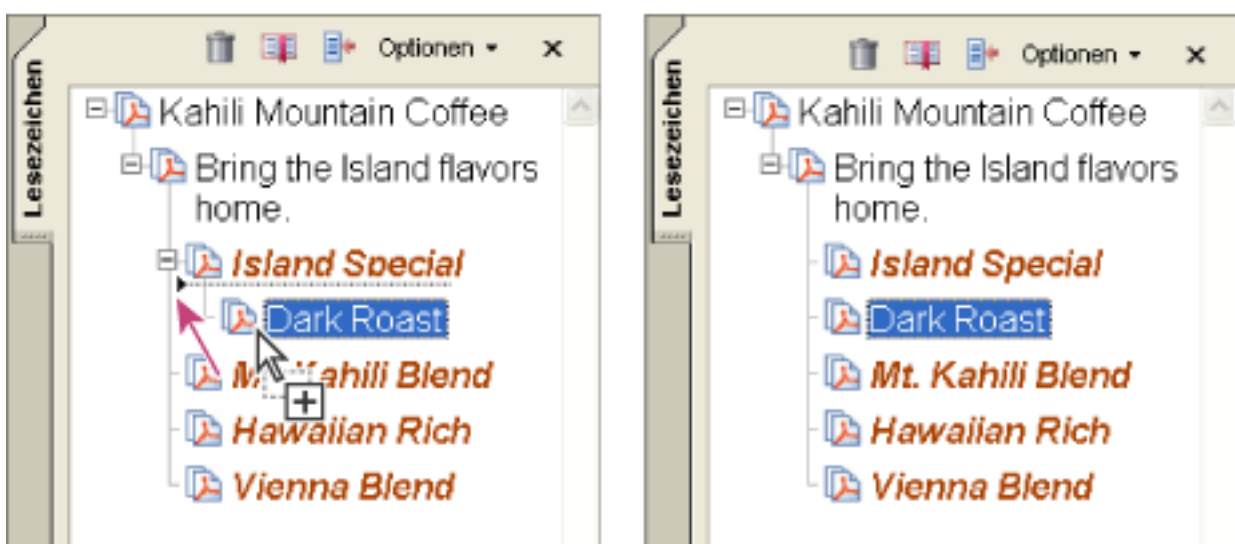 Lesezeichen
Optionen
Kahili Mountain Coffee
Bring the Island flavors
home.
Island Special
Dark Roast
Kahili Blend
Hawaiian Rich
Vienna Blend
Lesezeichen
Optionen
Kahili Mountain Coffee
Bring the Island flavors
home.
Island Special
Dark Roast
Mt. Kahili Blend
Hawaiian Rich
Vienna Blend